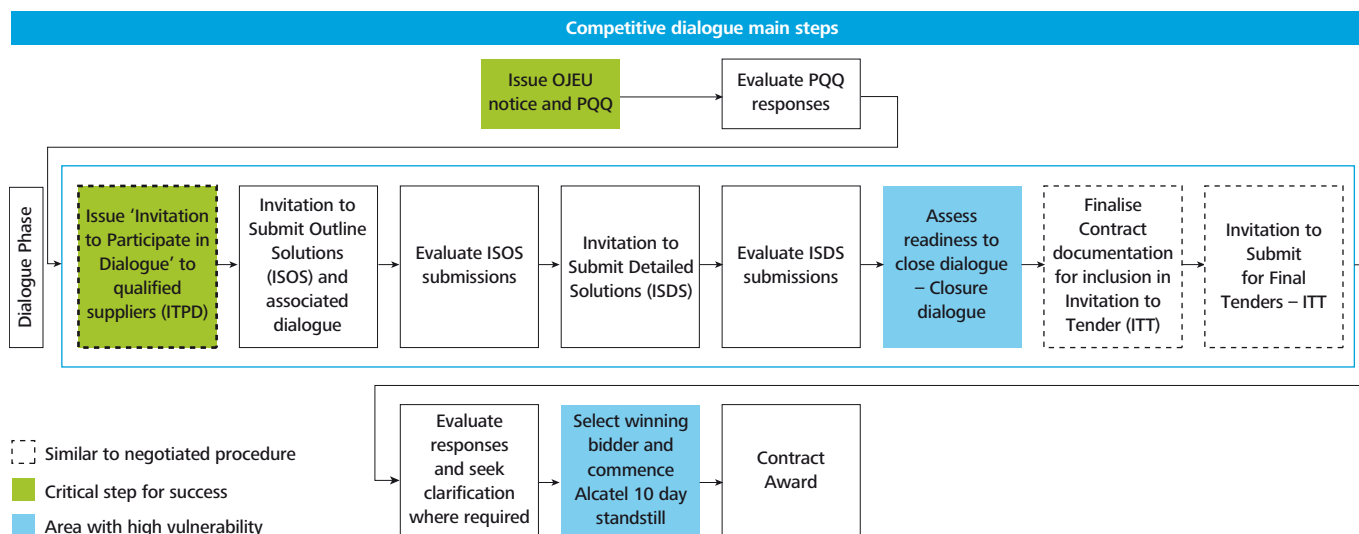 Competitive dialogue main steps
Issue OJEU
notice and PQQ
Evaluate PQQ
responses
Dialogue Phase
Issue ‘Invitation
to Participate in
Dialogue’ to
qualified
suppliers (ITPD)
Invitation to
Submit Outline
Solutions
(ISOS) and
associated
dialogue
Evaluate ISOS
submissions
Invitation to
Submit Detailed
Solutions (ISDS)
Evaluate ISDS
submissions
Assess
readiness to
close dialogue
– Closure
dialogue
Finalise
Contract
documentation
for inclusion in
Invitation to
Tender (ITT)
Invitation to
Submit
for Final
Tenders – ITT
Evaluate
responses
and seek
clarification
where required
Select winning
bidder and
commence
Alcatel 10 day
standstill
Contract
Award
Similar to negotiated procedure
Critical step for success
Area with high vulnerability